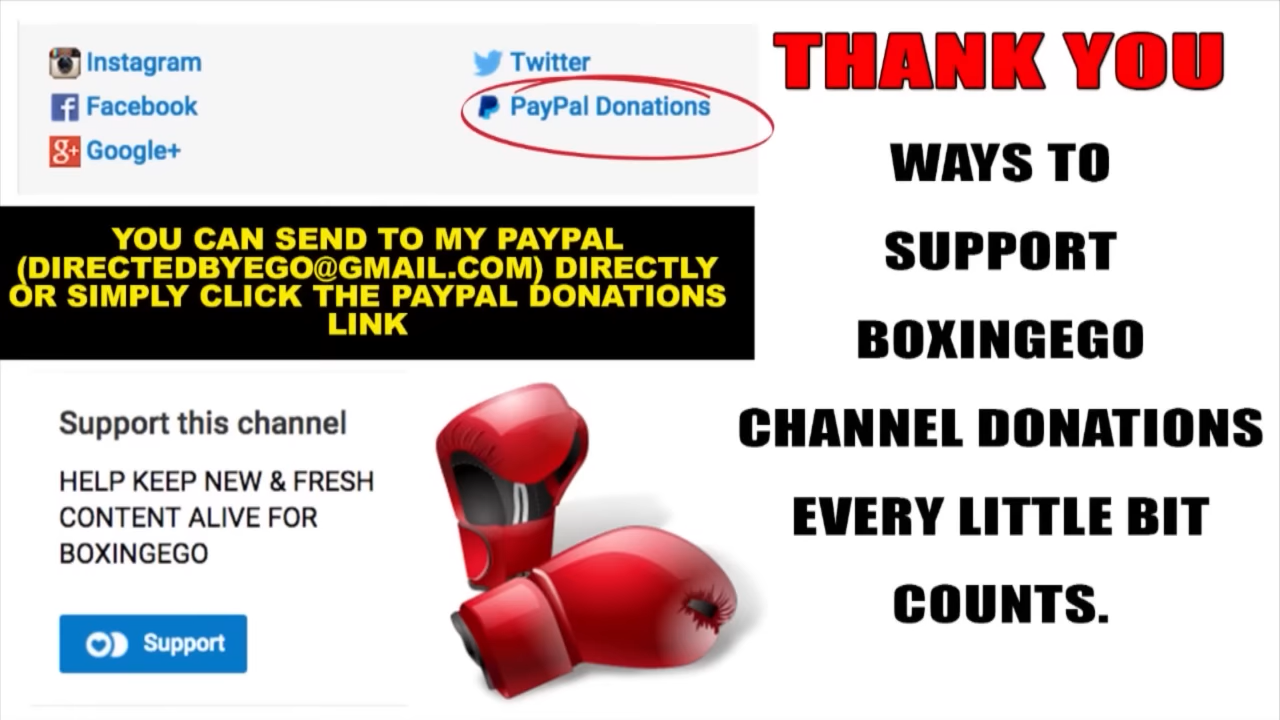 Instagram
Twitter
Facebook
PayPal Donations
Google+
YOU CAN SEND TO MY PAYPAL
(DIRECTEDBYEGO@GMAIL.COM) DIRECTLY
OR SIMPLY CLICK THE PAYPAL DONATIONS
LINK
Support this channel
HELP KEEP NEW & FRESH
CONTENT ALIVE FOR
BOXINGEGO
Support
THANK YOU
WAYS TO
SUPPORT
BOXINGEGO
CHANNEL DONATIONS
EVERY LITTLE BIT
COUNTS.